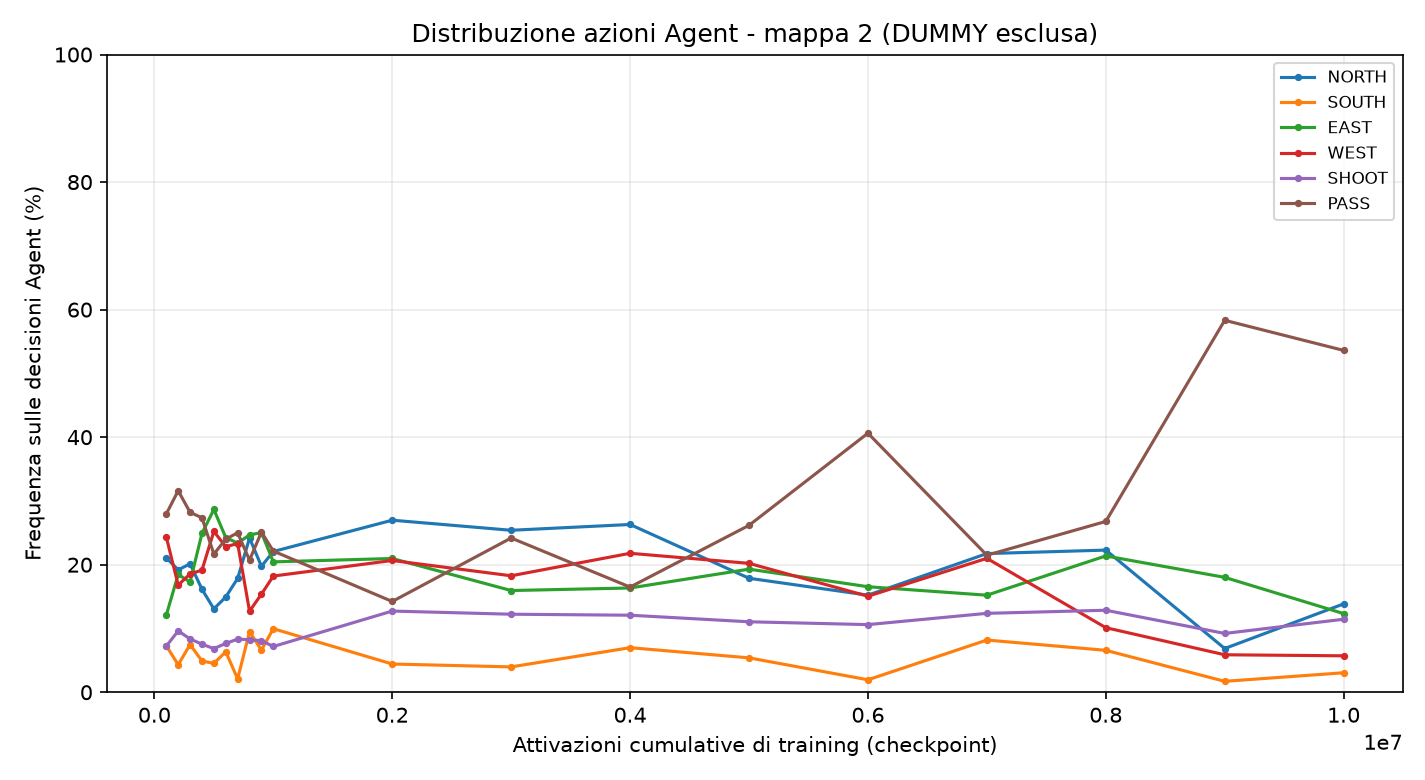 Distribuzione azioni Agent - mappa 2 (DUMMY esclusa)
Frequenza sulle decisioni Agent (%)
100
80
60
40
20
0
NORTH
SOUTH
EAST
WEST
SHOOT
PASS
0.0 0.2 0.4 0.6 0.8 1.0
1e7
Attivazioni cumulative di training (checkpoint)